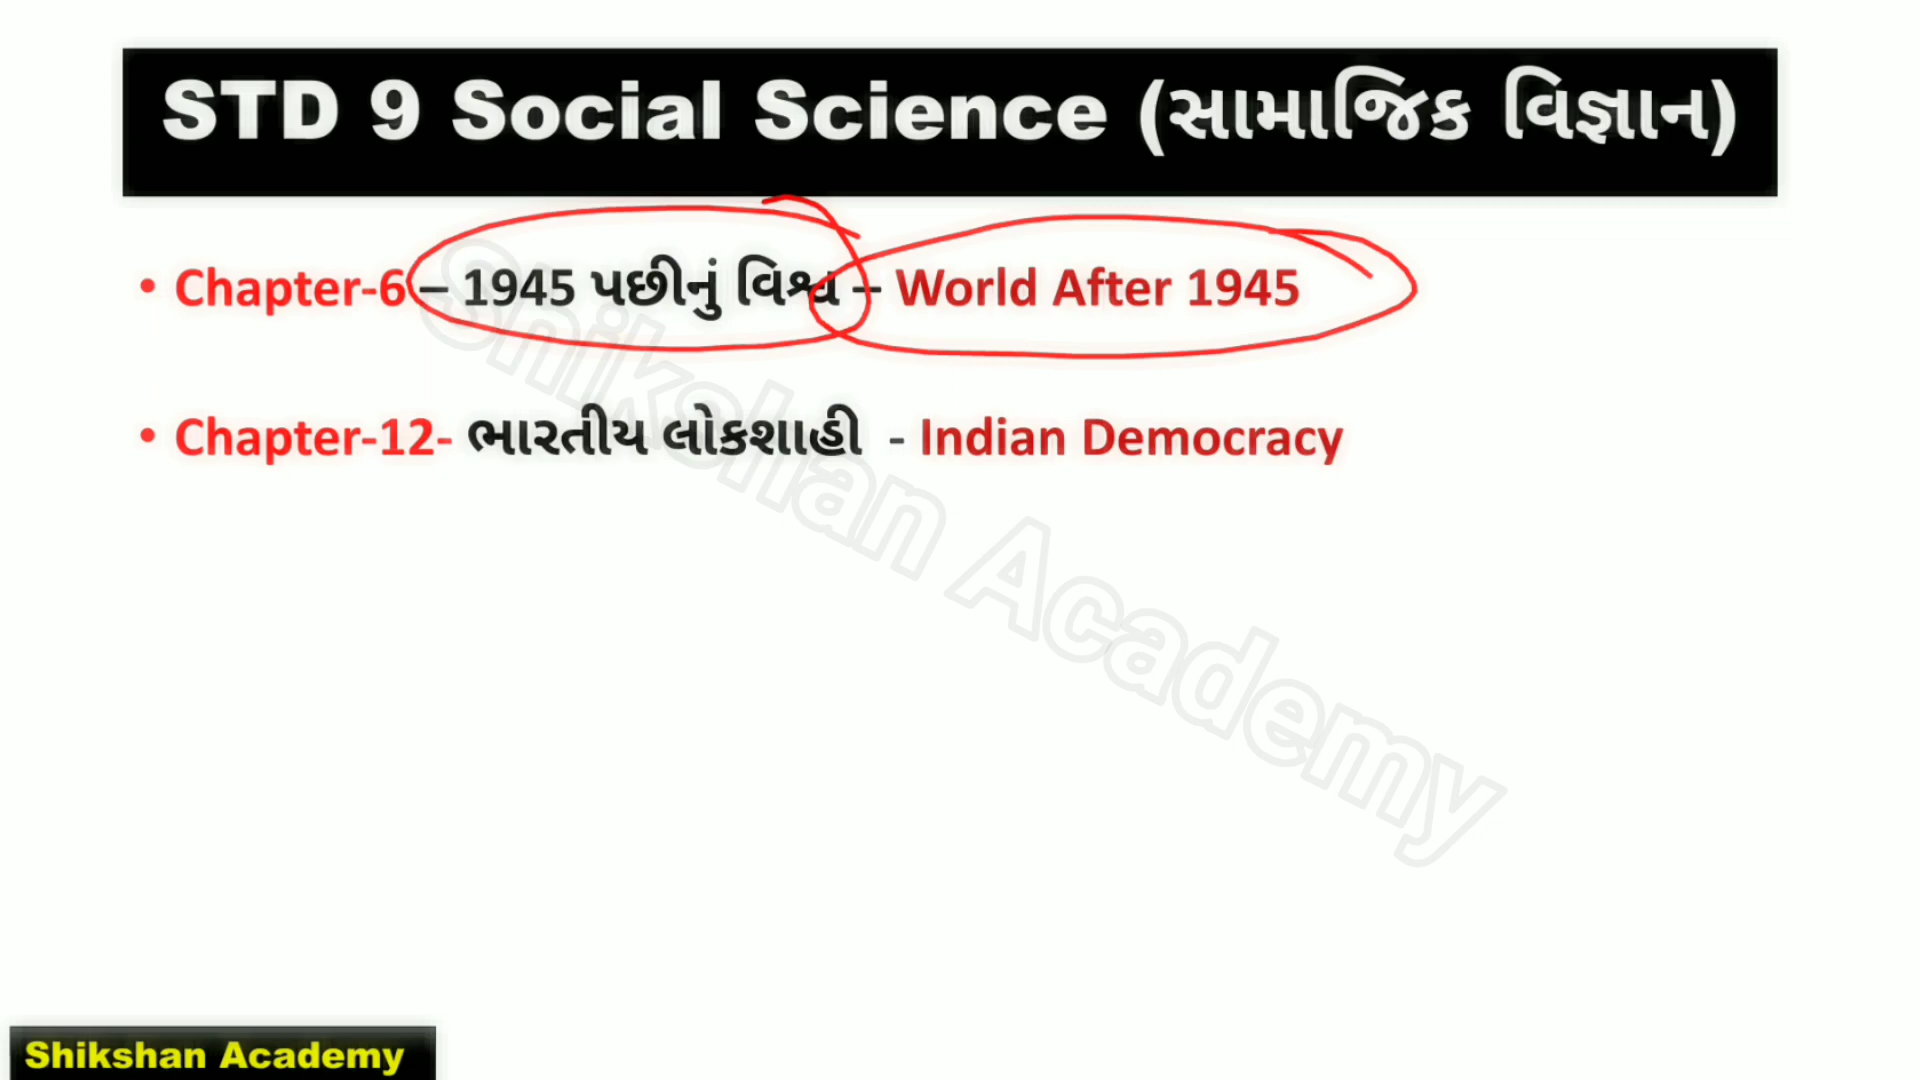 STD 9 Social Science (સામાજિક વિજ્ઞાન)
• Chapter-6 – 1945 પછીનું વિશ્વ – World After 1945
• Chapter-12- ભારતીય લોકશાહી - Indian Democracy
Shikshan Academy
Shikshan Academy